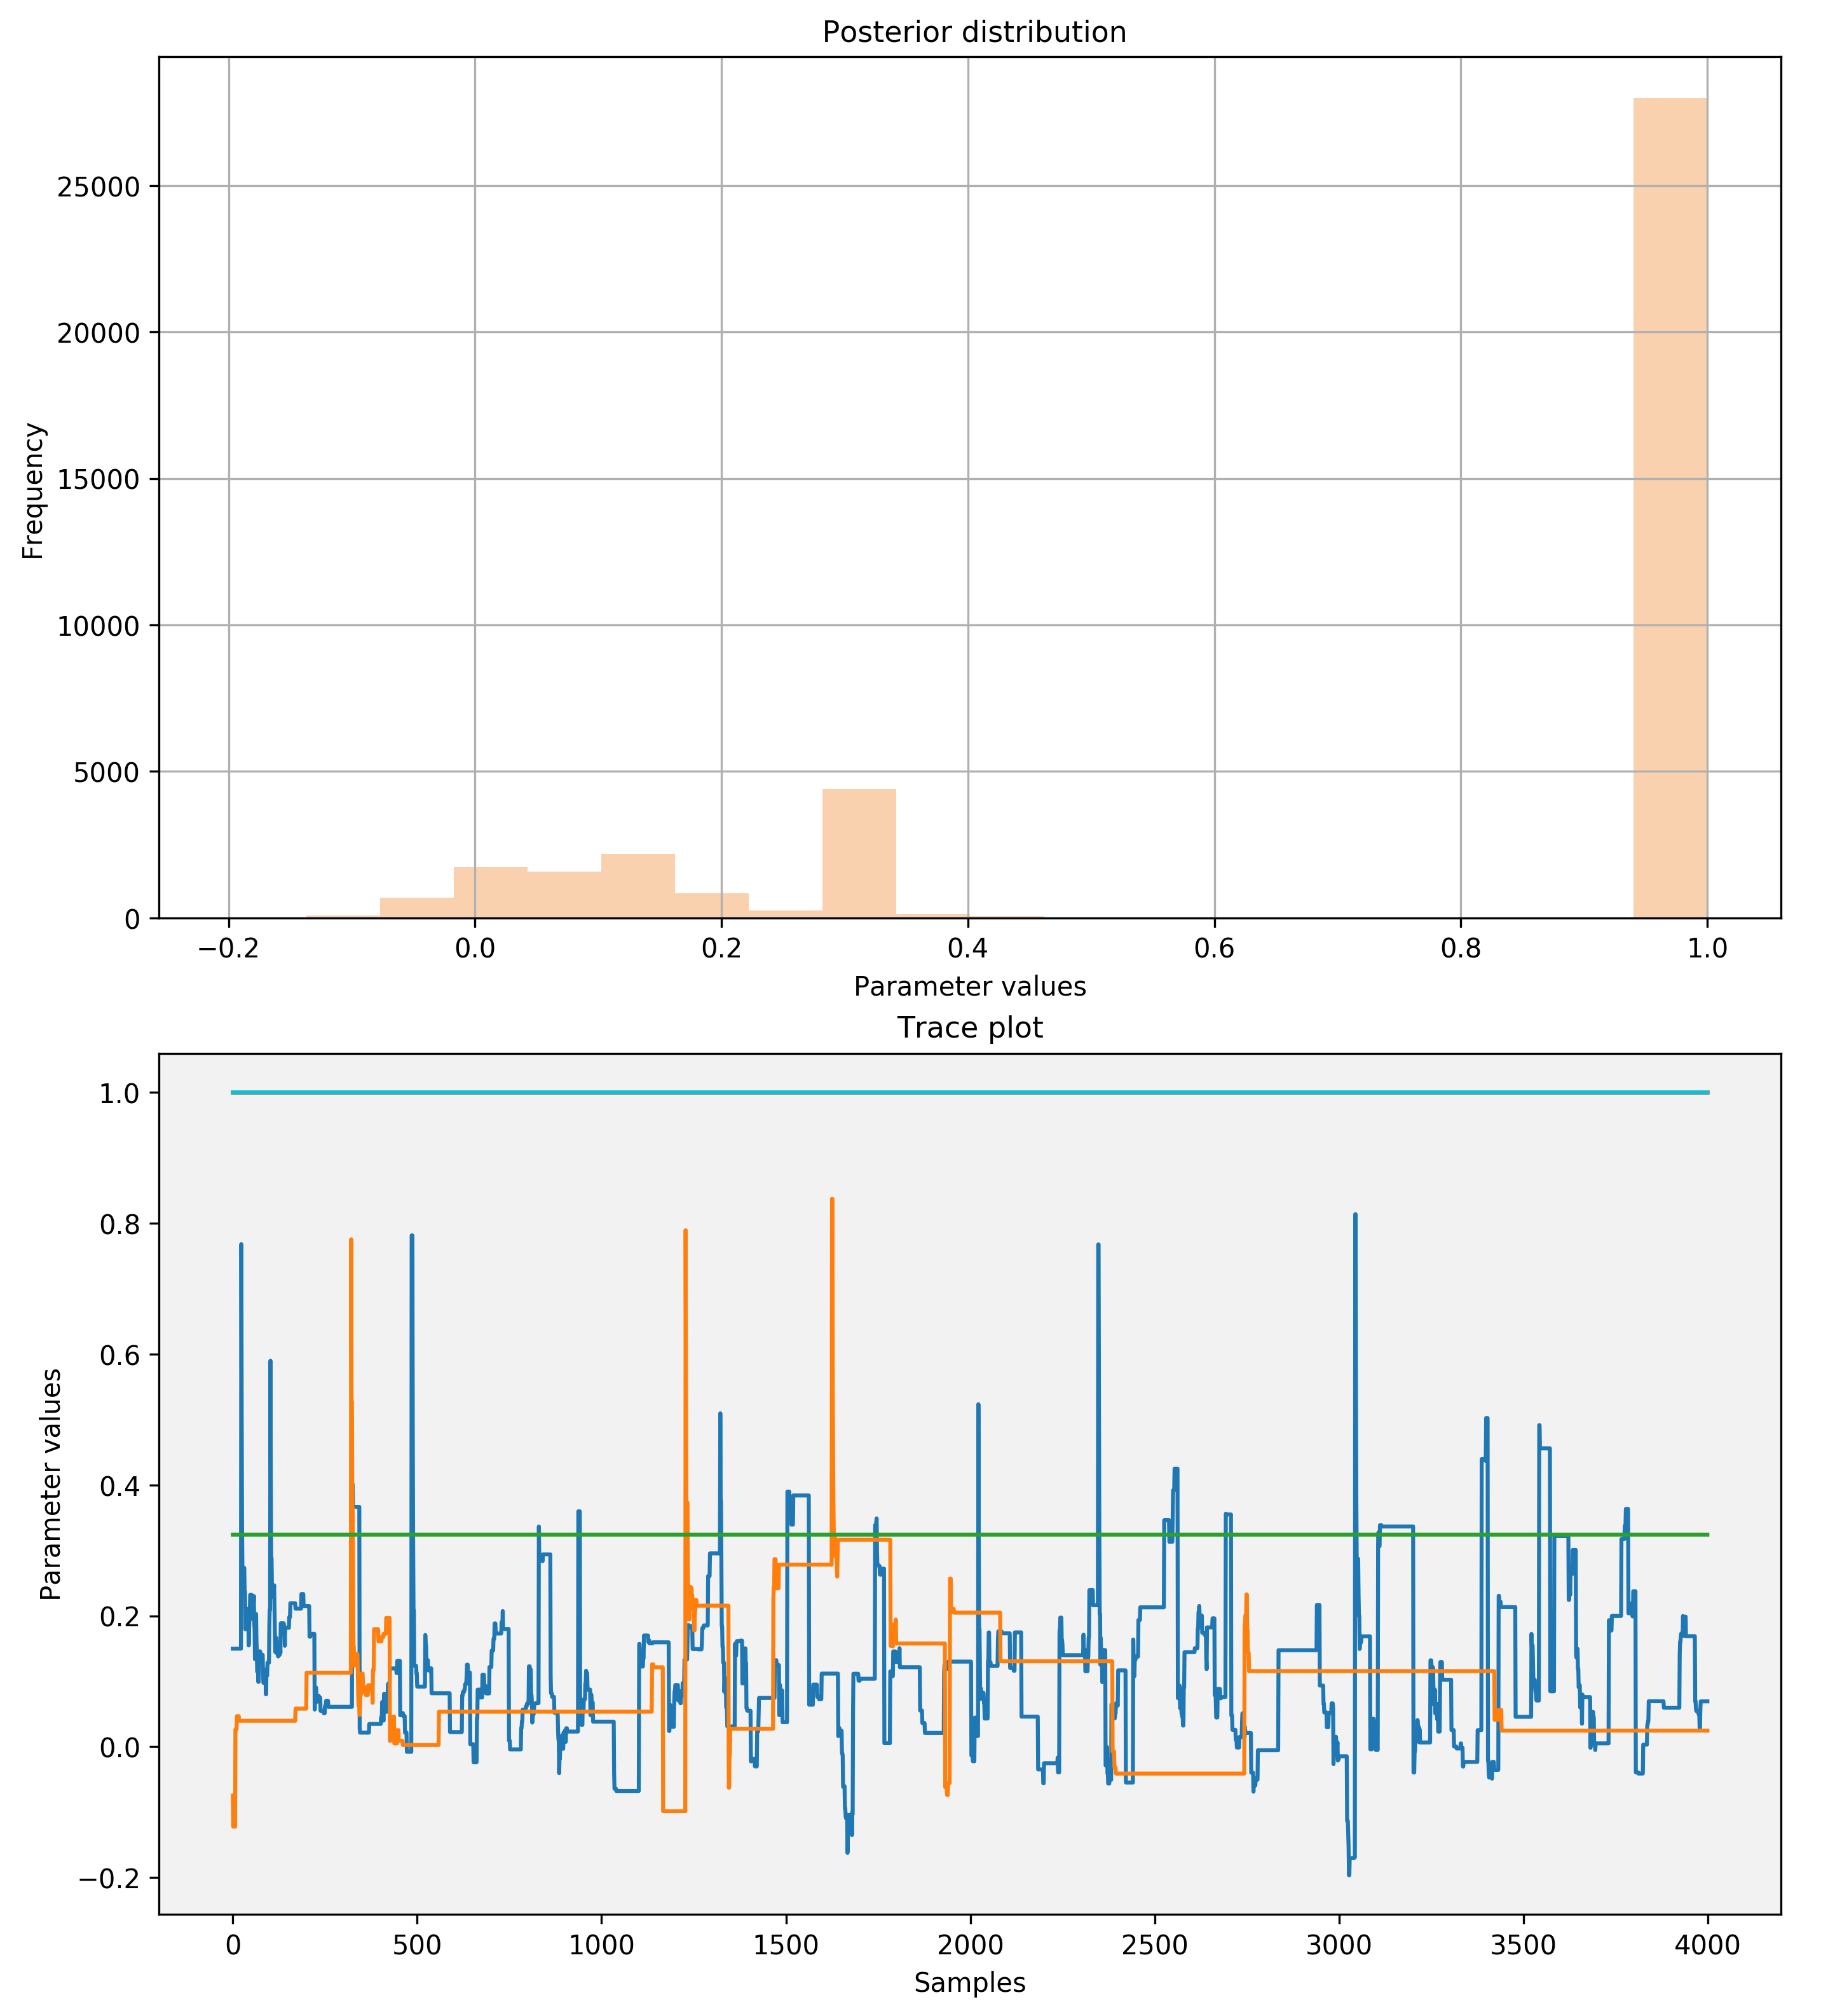 Posterior distribution
25000
20000
15000
10000
5000
0
Frequency
−0.2 0.0 0.2 0.4 0.6 0.8 1.0
Parameter values
Trace plot
1.0
0.8
0.6
0.4
0.2
0.0
−0.2
Parameter values
0 500 1000 1500 2000 2500 3000 3500 4000
Samples